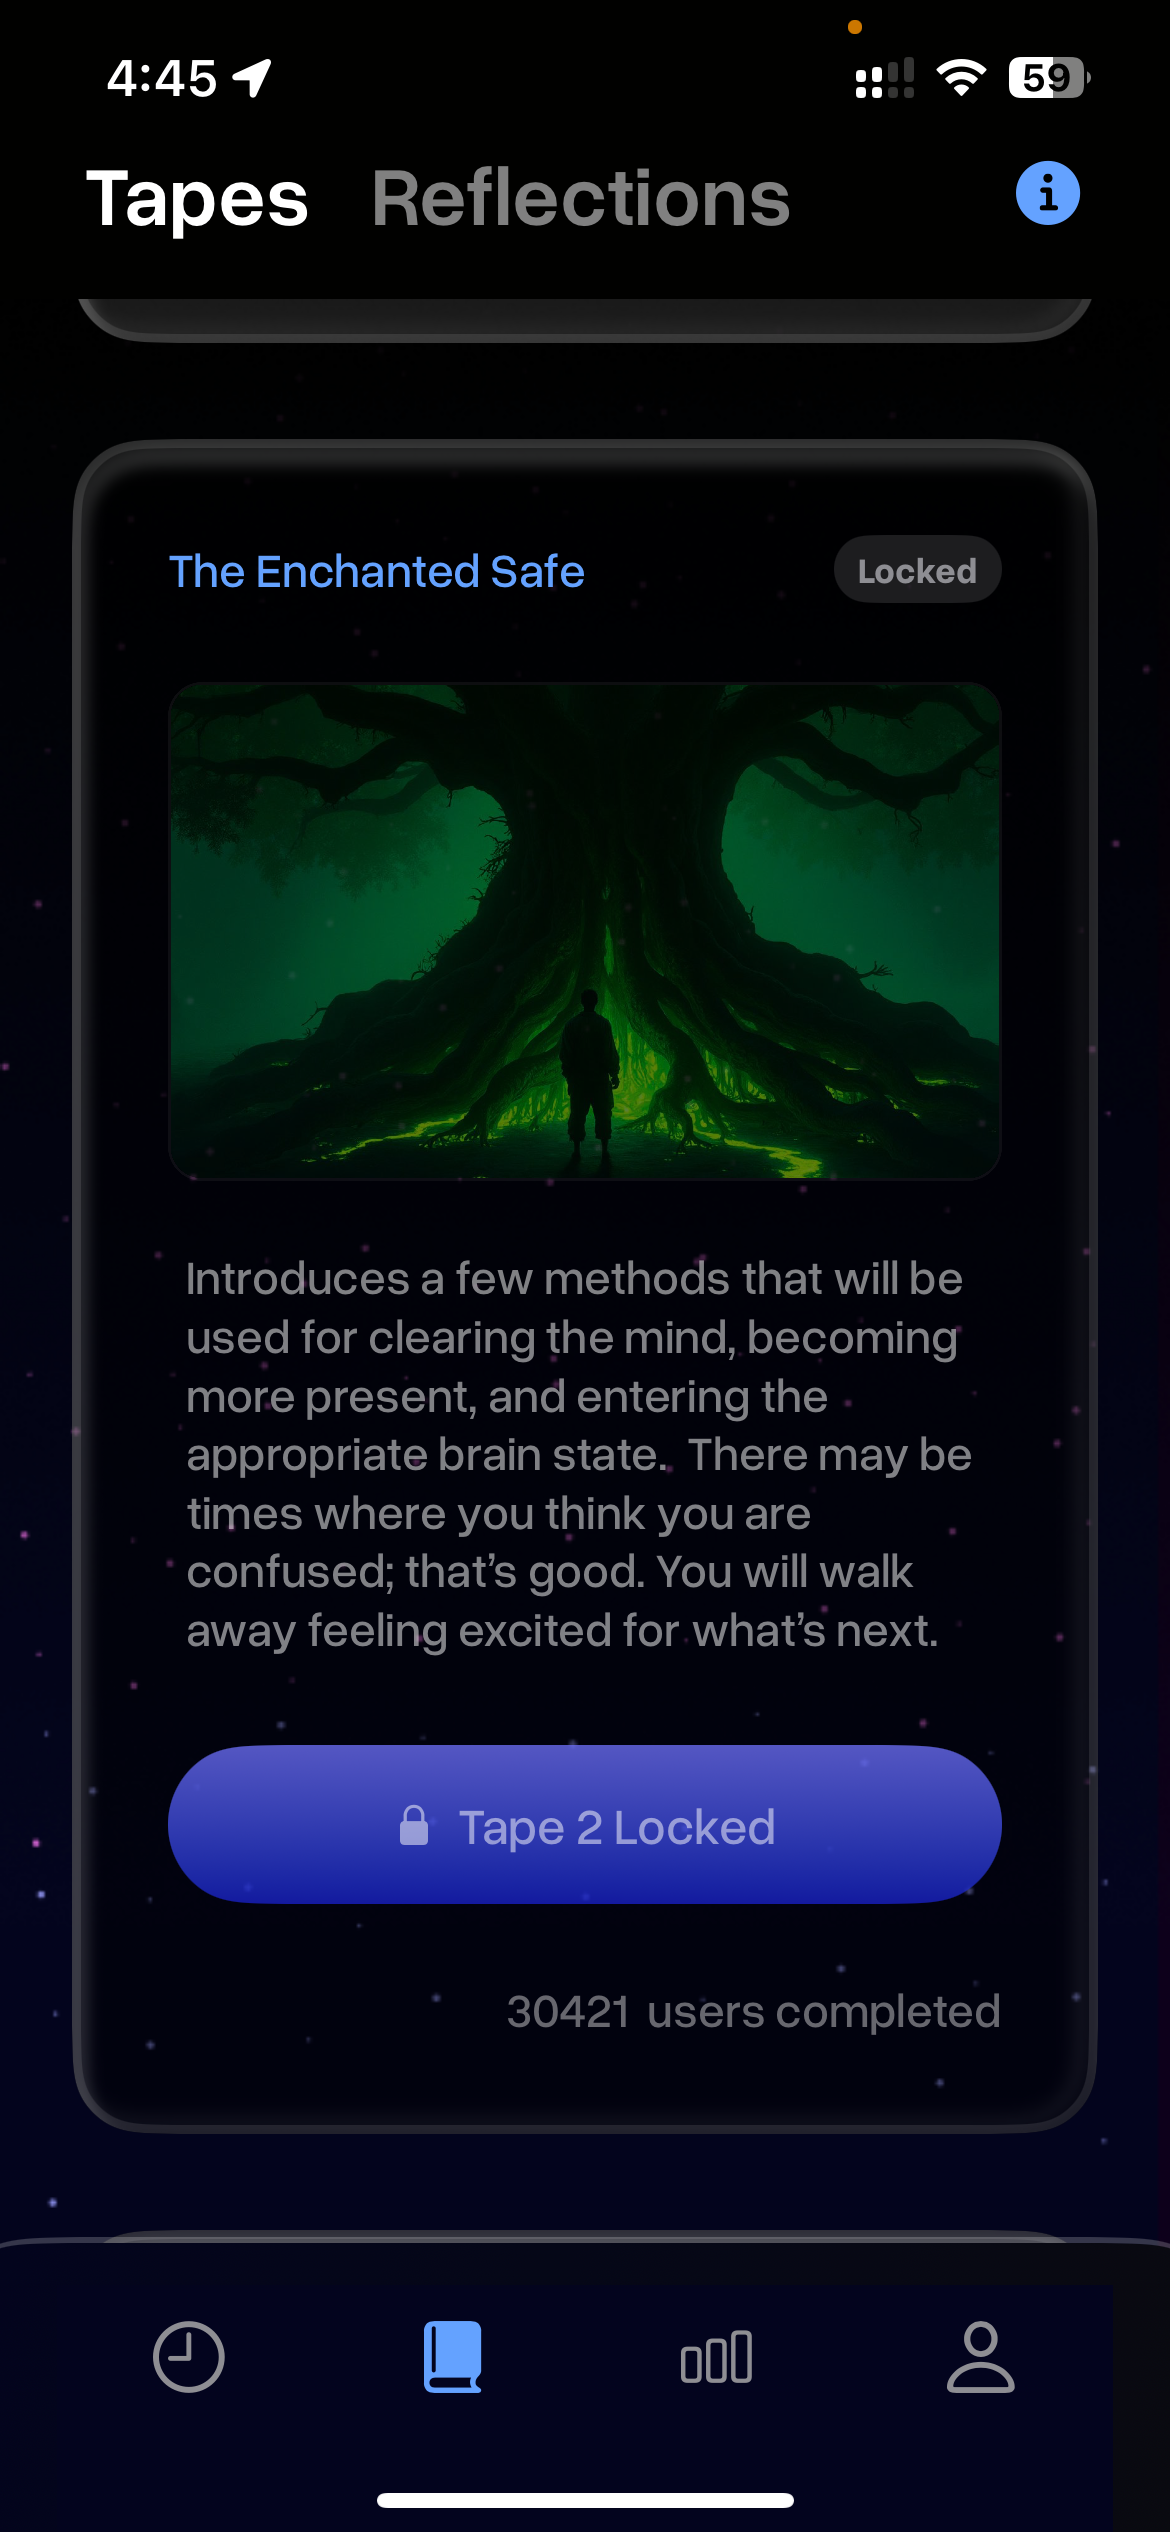 4:45
59
Tapes Reflections
The Enchanted Safe
Locked
Introduces a few methods that will be
used for clearing the mind, becoming
more present, and entering the
appropriate brain state.  There may be
times where you think you are
confused; that’s good. You will walk
away feeling excited for what’s next.
Tape 2 Locked
30421 users completed